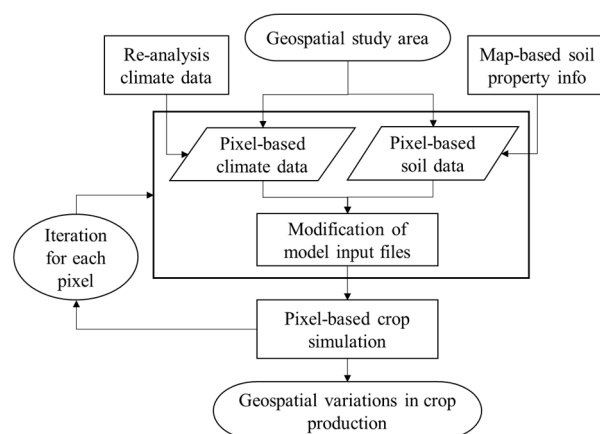 Re-analysis
climate data
Geospatial study area
Map-based soil
property info
Pixel-based
climate data
Pixel-based
soil data
Iteration
for each
pixel
Modification of
model input files
Pixel-based crop
simulation
Geospatial variations in crop
production